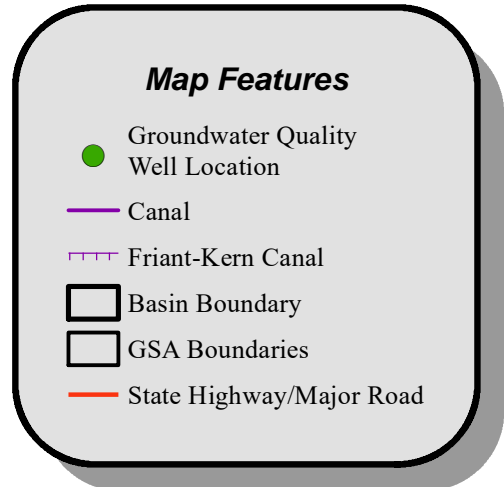 Map Features
Groundwater Quality
Well Location
Canal
Friant-Kern Canal
Basin Boundary
GSA Boundaries
State Highway/Major Road